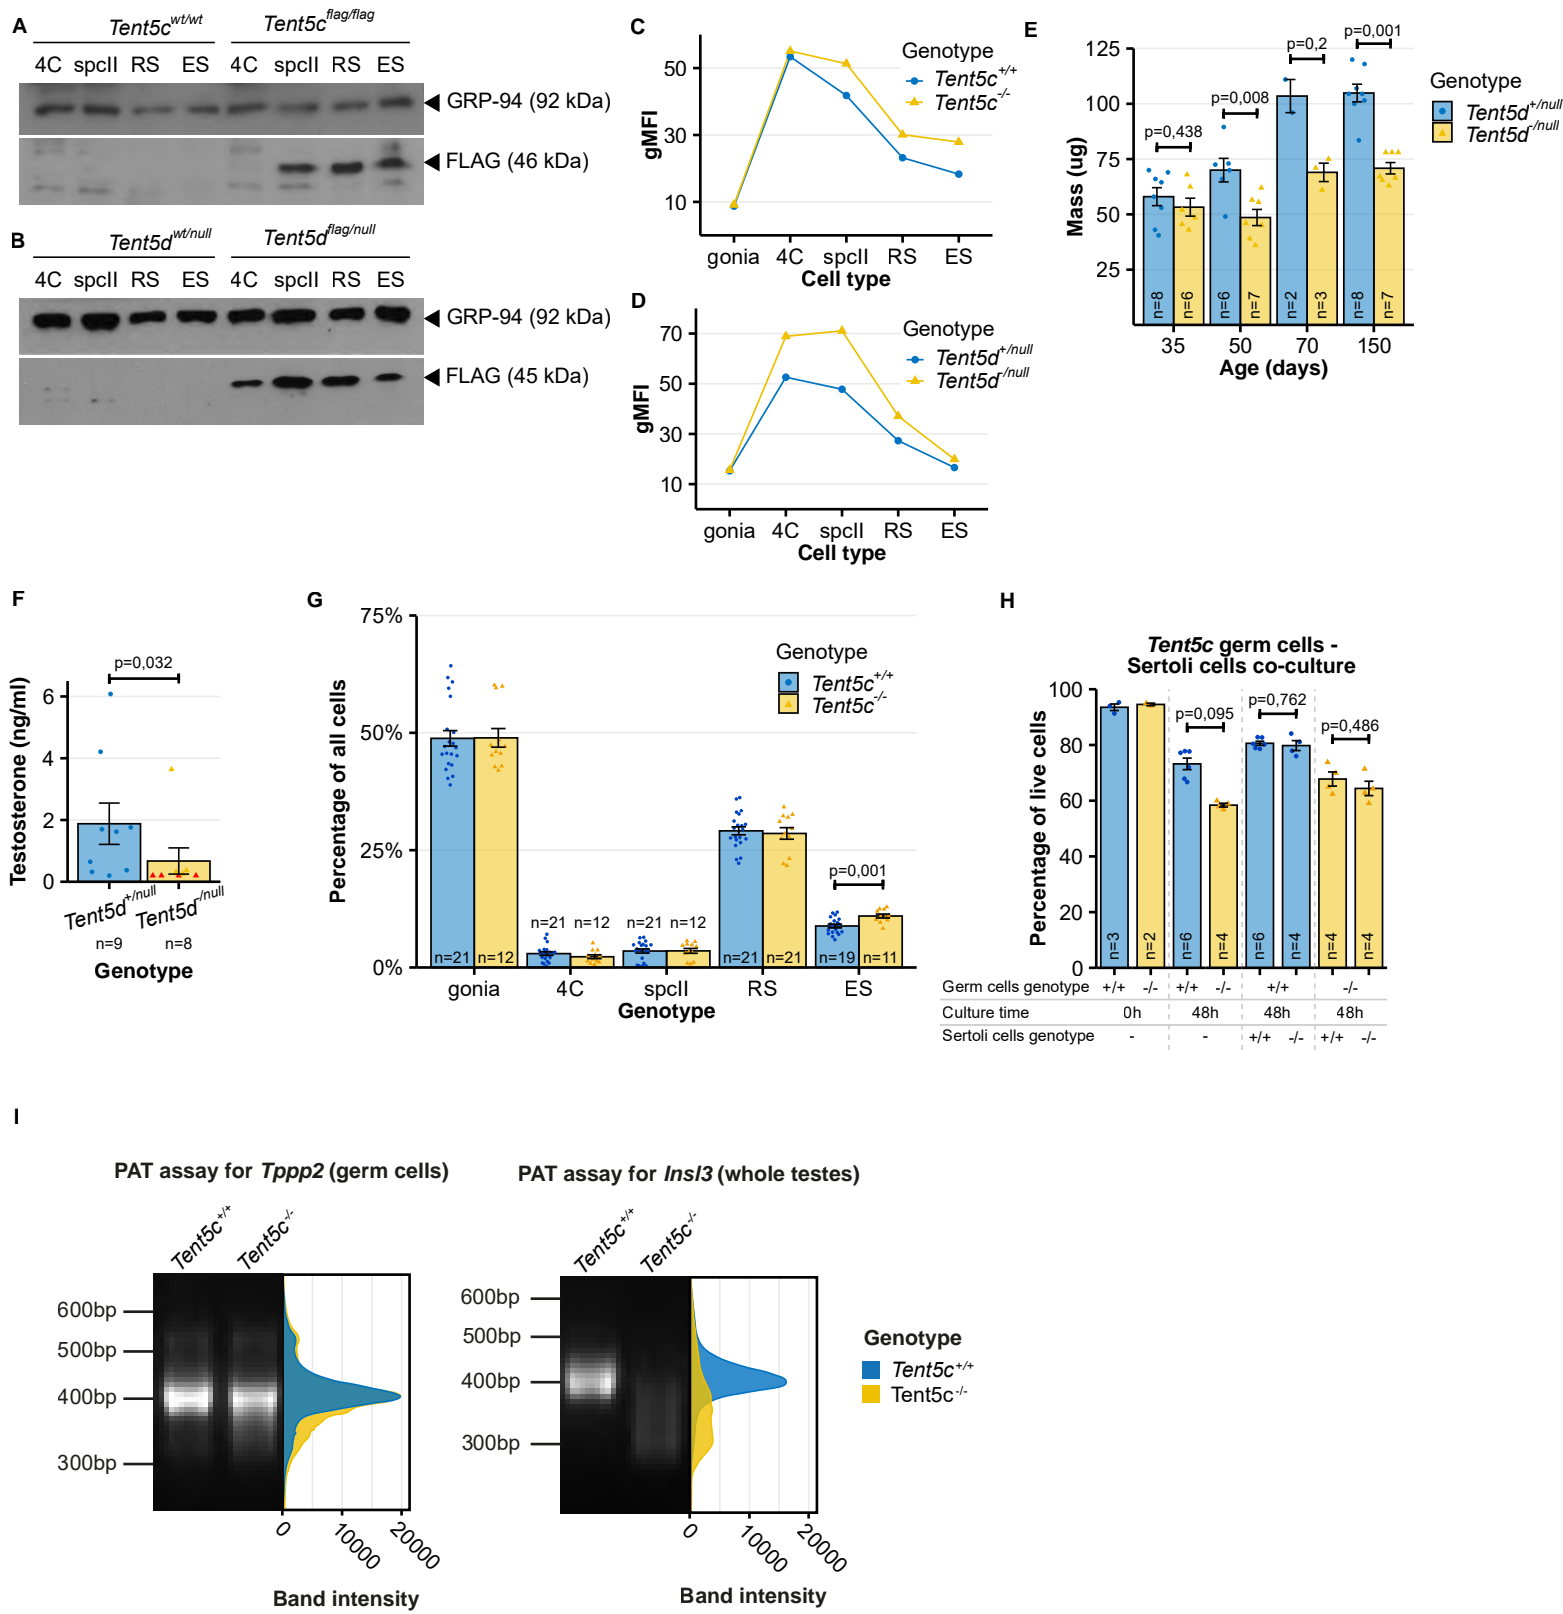 A
Tent5c wt/wt
Tent5c flag/flag
4C spcII RS ES 4C spcII RS ES
GRP-94 (92 kDa)
FLAG (46 kDa)
B
Tent5d wt/null
Tent5d flag/null
4C spcII RS ES 4C spcII RS ES
GRP-94 (92 kDa)
FLAG (45 kDa)
C
gMFI
50
30
10
Genotype
Tent5c+/+
Tent5c-/-
gonia 4C spcII RS ES
Cell type
D
gMFI
70
50
30
10
Genotype
Tent5d+/null
Tent5d-/null
gonia 4C spcII RS ES
Cell type
E
Mass (ug)
125
100
75
50
25
p=0,438
p=0,008
p=0,2
p=0,001
n=8 n=6 n=6 n=7 n=2 n=3 n=8 n=7
35 50 70 150
Age (days)
Genotype
Tent5d+/null
Tent5d-/null
F
Testosterone (ng/ml)
p=0,032
6
4
2
0
Tent5d+/null Tent5d-/null
n=9 n=8
Genotype
G
Percentage of all cells
75%
50%
25%
0%
Genotype
Tent5c+/+
Tent5c-/-
p=0,001
n=21 n=12 n=21 n=12
n=21 n=12 n=21 n=21 n=19 n=11
gonia 4C spcII RS ES
Genotype
H
Tent5c germ cells -
Sertoli cells co-culture
Percentage of live cells
100
80
60
40
20
0
p=0,095
p=0,762
p=0,486
n=3 n=2 n=6 n=4 n=6 n=4 n=4 n=4
Germ cells genotype +/+ -/- +/+ -/- +/+ -/-
Culture time 0h 48h 48h 48h
Sertoli cells genotype - - +/+ -/- +/+ -/-
I
PAT assay for Tppp2 (germ cells)
Tent5c+/+ Tent5c-/-
600bp
500bp
400bp
300bp
0 10000 20000
Band intensity
PAT assay for Insl3 (whole testes)
Tent5c+/+ Tent5c-/-
600bp
500bp
400bp
300bp
0 10000 20000
Band intensity
Genotype
Tent5c+/+
Tent5c-/-